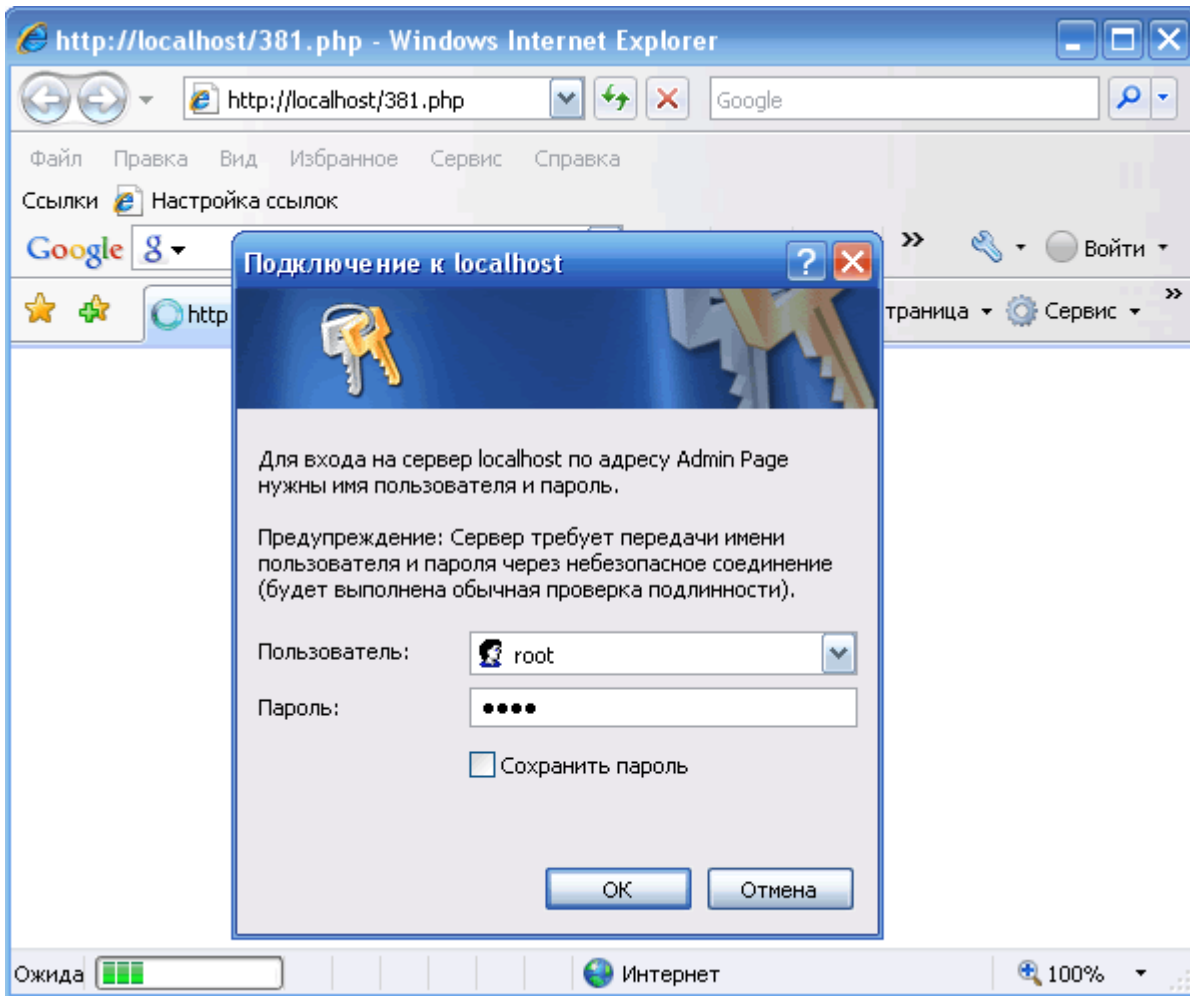 http://localhost/381.php - Windows Internet Explorer
http://localhost/381.php
Google
Файл Правка Вид Избранное Сервис Справка
Ссылки Настройка ссылок
Google g Войти
http
траница Сервис
Подключение к localhost
Для входа на сервер localhost по адресу Admin Page
нужны имя пользователя и пароль.
Предупреждение: Сервер требует передачи имени
пользователя и пароля через небезопасное соединение
(будет выполнена обычная проверка подлинности).
Пользователь: root
Пароль: ••••
Сохранить пароль
ОК Отмена
Ожида Интернет 100%